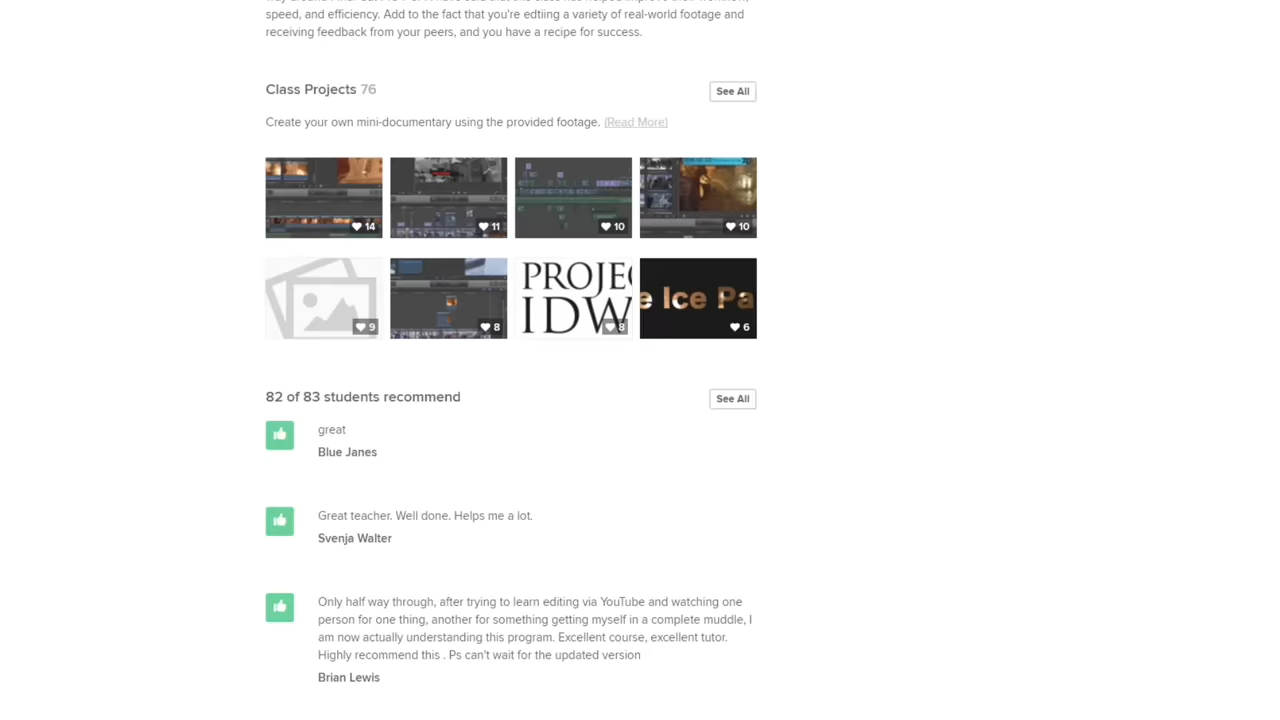 speed, and efficiency. Add to the fact that you're edtiing a variety of real-world footage and
receiving feedback from your peers, and you have a recipe for success.
Class Projects 76
See All
Create your own mini-documentary using the provided footage. (Read More)
14
11
10
10
9
8
PROJEC
IDW
8
e Ice Pa
6
82 of 83 students recommend
See All
great
Blue Janes
Great teacher. Well done. Helps me a lot.
Svenja Walter
Only half way through, after trying to learn editing via YouTube and watching one
person for one thing, another for something getting myself in a complete muddle, I
am now actually understanding this program. Excellent course, excellent tutor.
Highly recommend this . Ps can't wait for the updated version
Brian Lewis